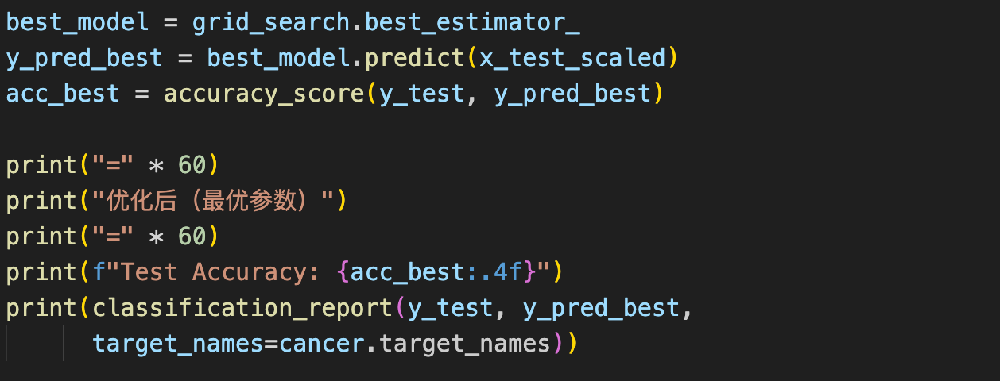 best_model = grid_search.best_estimator_
y_pred_best = best_model.predict(x_test_scaled)
acc_best = accuracy_score(y_test, y_pred_best)
print("=" * 60)
print("优化后（最优参数）")
print("=" * 60)
print(f"Test Accuracy: {acc_best:.4f}")
print(classification_report(y_test, y_pred_best,
target_names=cancer.target_names))